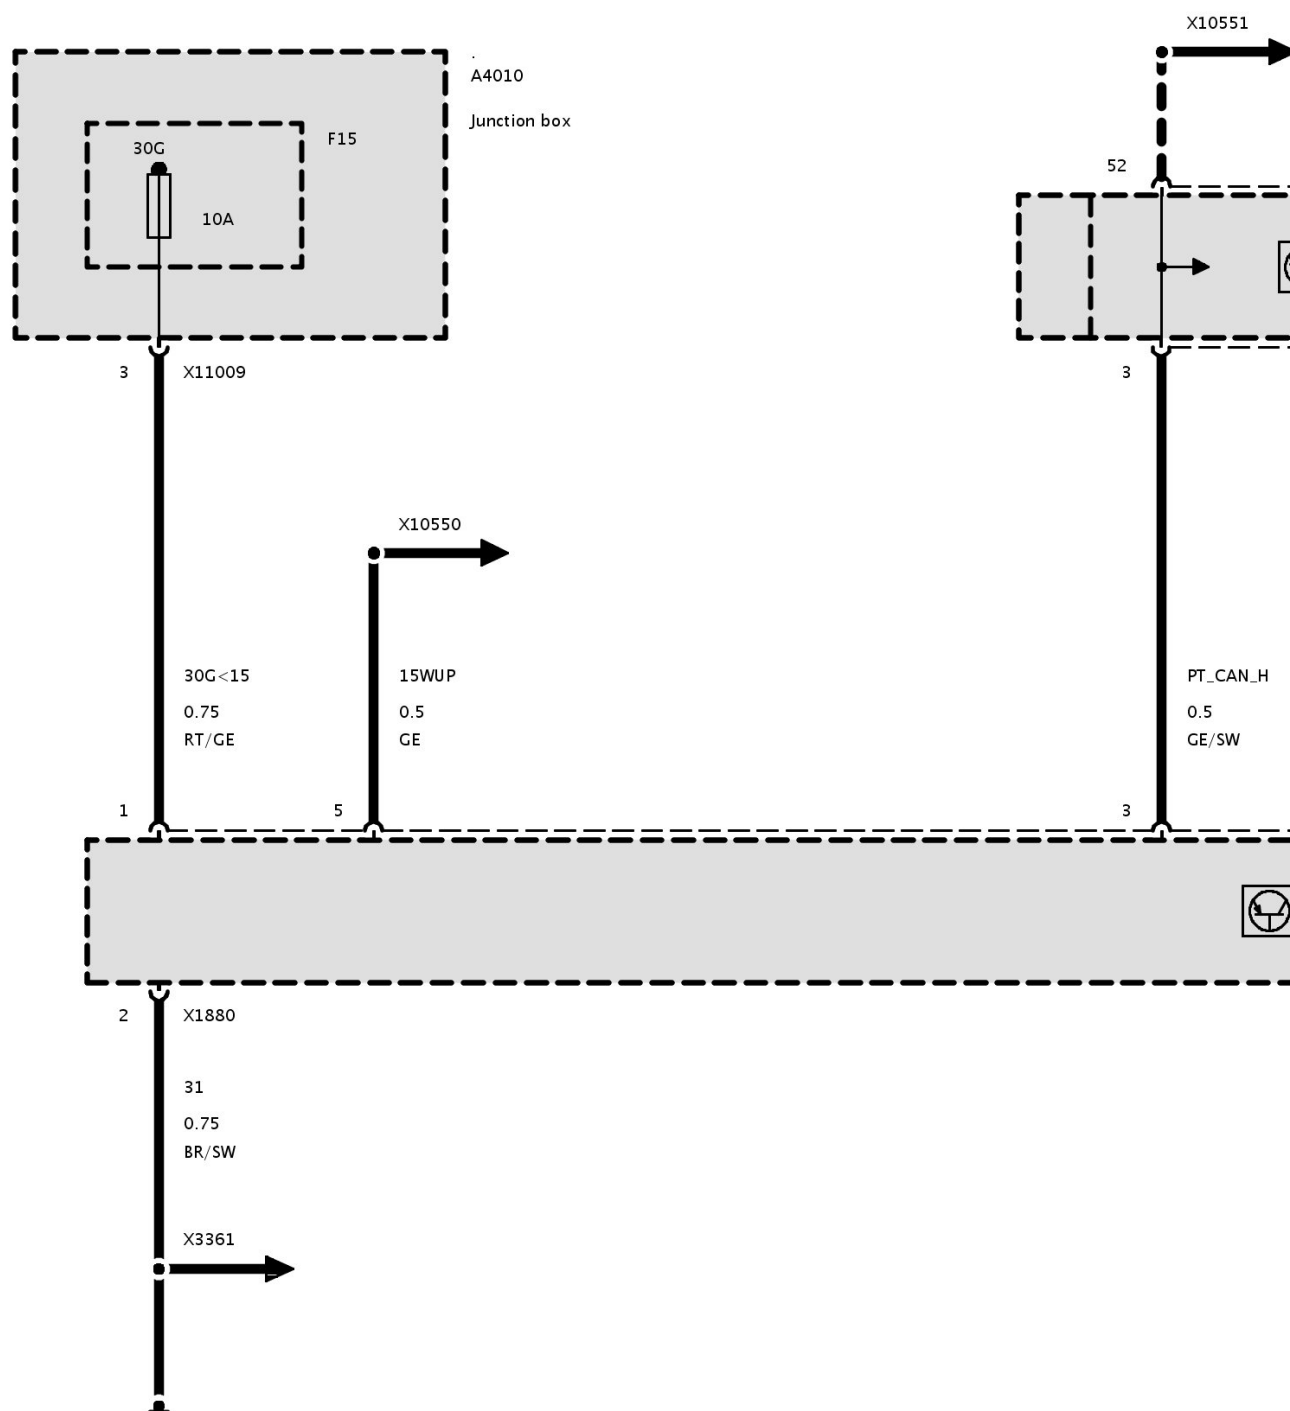 X10551
.
A4010
Junction box
F15
30G
10A
52
3
X11009
3
X10550
30G<15
0.75
RT/GE
15WUP
0.5
GE
PT_CAN_H
0.5
GE/SW
1
5
3
2
X1880
31
0.75
BR/SW
X3361